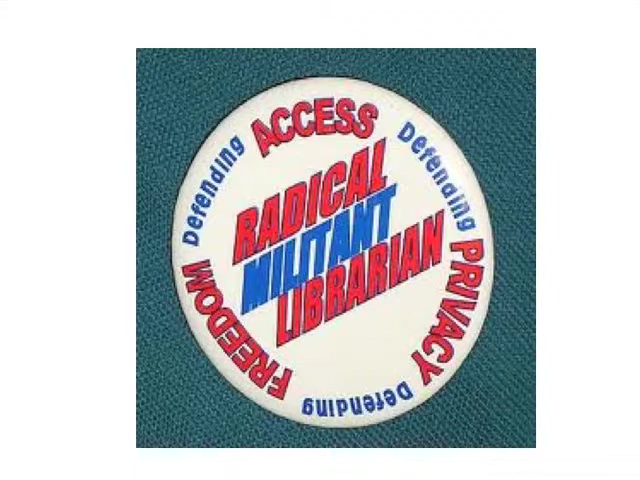 Defending ACCESS
Defending PRIVACY
Defending FREEDOM
RADICAL
MILITANT
LIBRARIAN